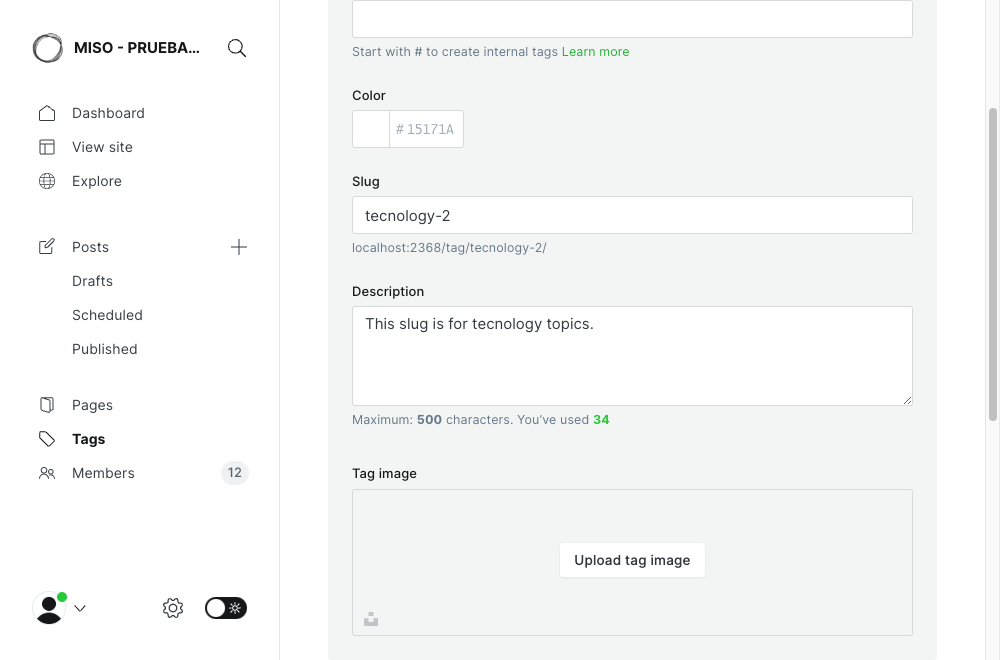 MISO - PRUEBA...
Dashboard
View site
Explore
Posts
Drafts
Scheduled
Published
Pages
Tags
Members
12
Start with # to create internal tags Learn more
Color
# 15171A
Slug
tecnology-2
localhost:2368/tag/tecnology-2/
Description
This slug is for tecnology topics.
Maximum: 500 characters. You’ve used 34
Tag image
Upload tag image